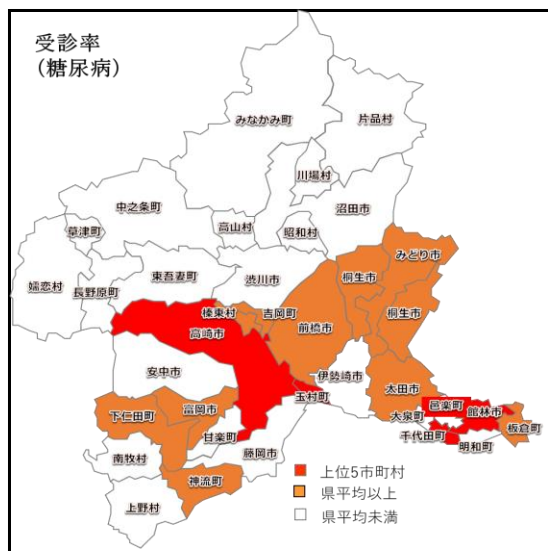 受診率
(糖尿病)
みなかみ町
片品村
川場村
中之条町
沼田市
草津町
高山村
昭和村
みどり市
東吾妻町
渋川市
桐生市
嬬恋村
長野原町
榛東村
吉岡町
前橋市
桐生市
高崎市
安中市
伊勢崎市
玉村町
太田市
邑楽町
館林市
下仁田町
富岡市
大泉町
板倉町
甘楽町
千代田町
明和町
南牧村
藤岡市
神流町
上野村
上位5市町村
県平均以上
県平均未満